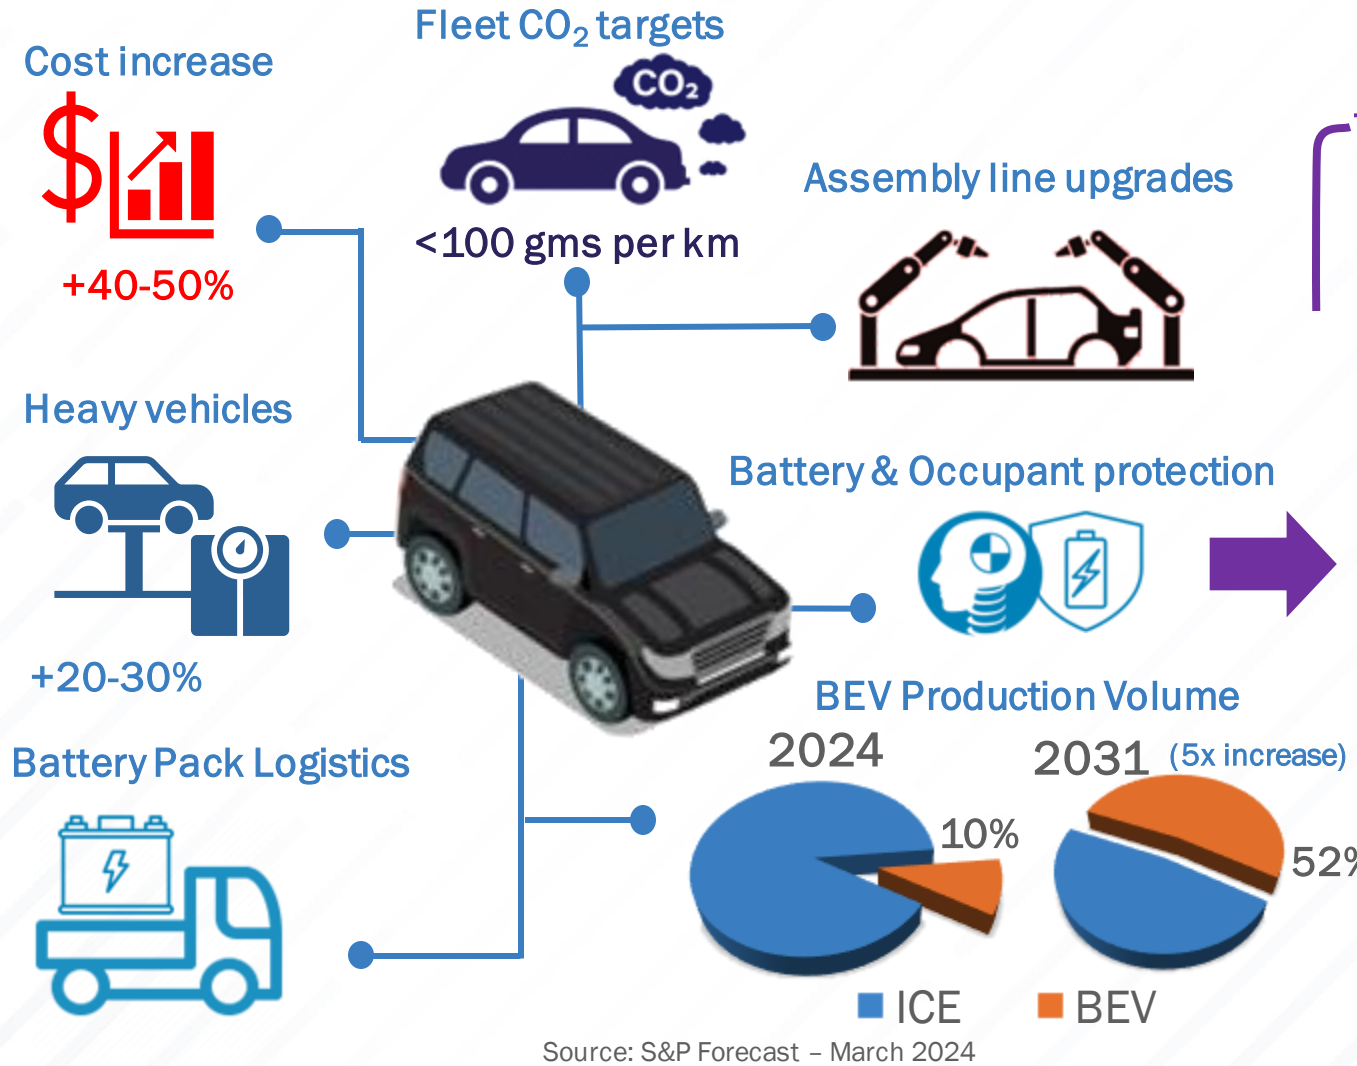 Fleet CO₂ targets
Cost increase
CO₂
$
Assembly line upgrades
<100 gms per km
+40-50%
Heavy vehicles
Battery & Occupant protection
+20-30%
BEV Production Volume
2024
2031 (5x increase)
Battery Pack Logistics
10%
52%
ICE
BEV
Source: S&P Forecast – March 2024